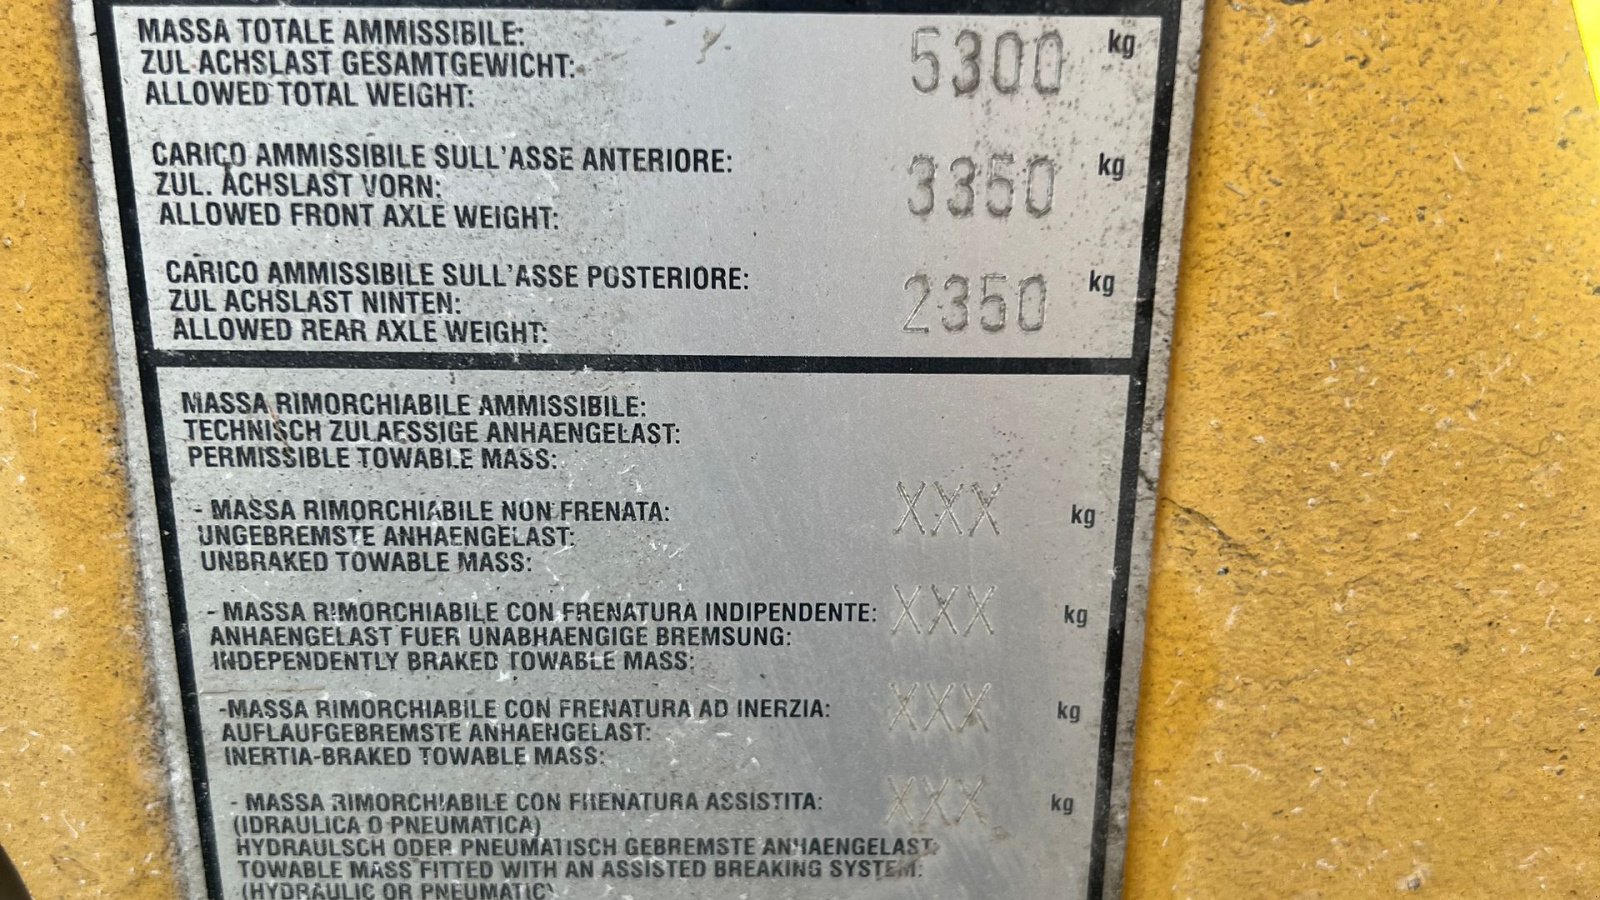 MASSA TOTALE AMMISSIBILE:
ZUL ACHSLAST GESAMTGEWICHT:
ALLOWED TOTAL WEIGHT: 5300 kg
CARICO AMMISSIBILE SULL'ASSE ANTERIORE:
ZUL. ACHSLAST VORN:
ALLOWED FRONT AXLE WEIGHT: 3350 kg
CARICO AMMISSIBILE SULL'ASSE POSTERIORE:
ZUL ACHSLAST NINTEN:
ALLOWED REAR AXLE WEIGHT: 2350 kg
MASSA RIMORCHIABILE AMMISSIBILE:
TECHNISCH ZULAESSIGE ANHAENGELAST:
PERMISSIBLE TOWABLE MASS:
- MASSA RIMORCHIABILE NON FRENATA: XXX kg
UNGEBREMSTE ANHAENGELAST:
UNBRAKED TOWABLE MASS:
- MASSA RIMORCHIABILE CON FRENATURA INDIPENDENTE: XXX kg
ANHAENGELAST FUER UNABHAENGIGE BREMSUNG:
INDEPENDENTLY BRAKED TOWABLE MASS:
-MASSA RIMORCHIABILE CON FRENATURA AD INERZIA: XXX kg
AUFLAUFGEBREMSTE ANHAENGELAST:
INERTIA-BRAKED TOWABLE MASS:
- MASSA RIMORCHIABILE CON FRENATURA ASSISTITA: XXX kg
(IDRAULICA O PNEUMATICA)
HYDRAULSCH ODER PNEUMATISCH GEBREMSTE ANHAENGELAST:
TOWABLE MASS FITTED WITH AN ASSISTED BREAKING SYSTEM:
(HYDRAULIC OR PNEUMATIC)